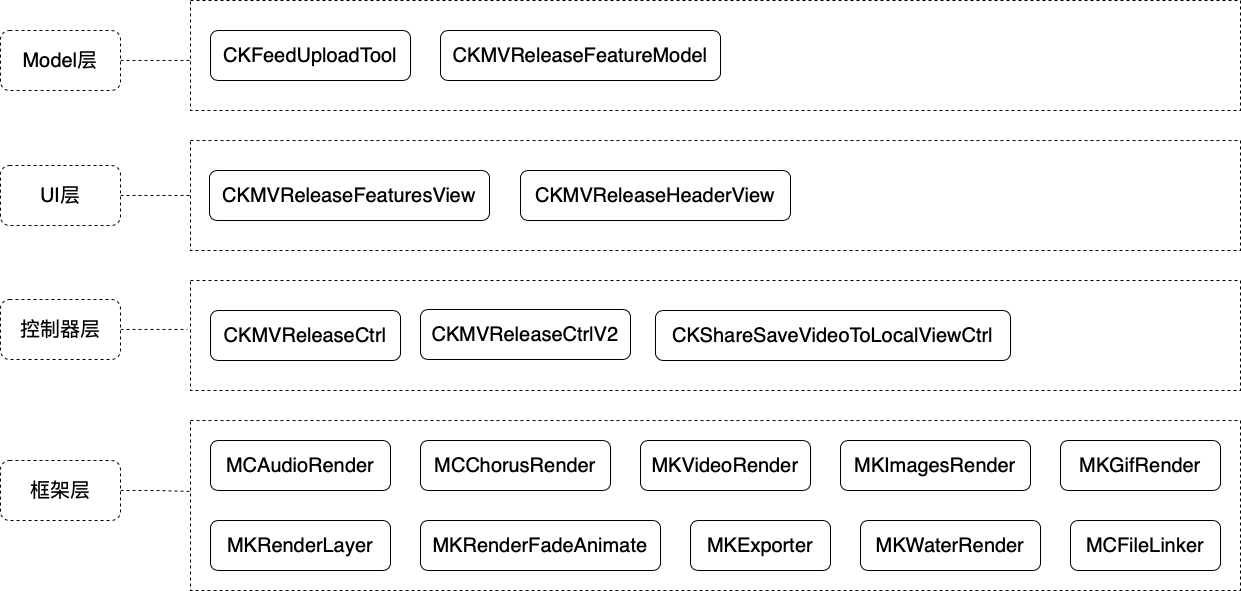 Model层
CKFeedUploadTool
CKMVReleaseFeatureModel
UI层
CKMVReleaseFeaturesView
CKMVReleaseHeaderView
控制器层
CKMVReleaseCtrl
CKMVReleaseCtrlV2
CKShareSaveVideoToLocalViewCtrl
框架层
MCAudioRender
MCChorusRender
MKVideoRender
MKImagesRender
MKGifRender
MKRenderLayer
MKRenderFadeAnimate
MKExporter
MKWaterRender
MCFileLinker